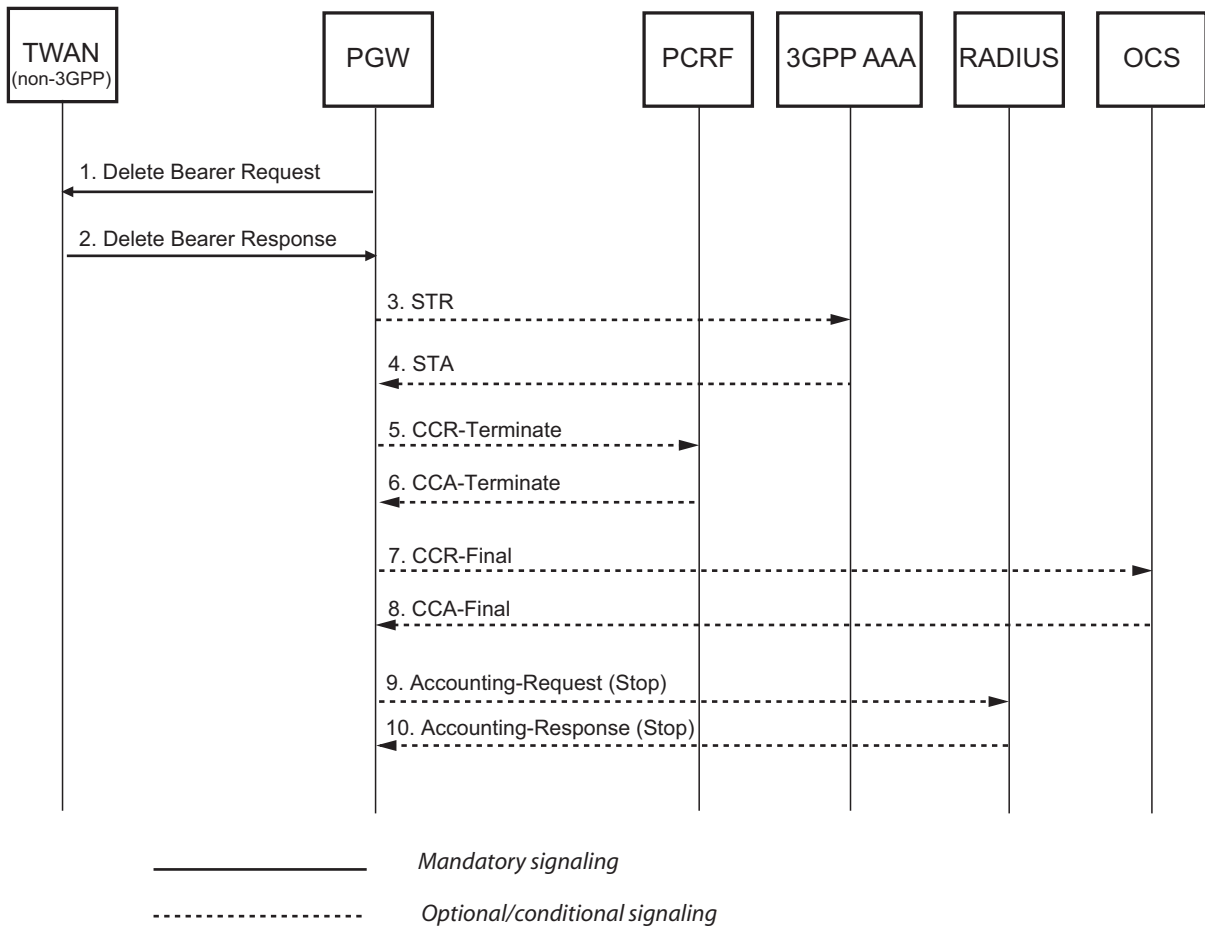 TWAN
(non-3GPP)
PGW
PCRF
3GPP AAA
RADIUS
OCS
1. Delete Bearer Request
2. Delete Bearer Response
3. STR
4. STA
5. CCR-Terminate
6. CCA-Terminate
7. CCR-Final
8. CCA-Final
9. Accounting-Request (Stop)
10. Accounting-Response (Stop)
Mandatory signaling
Optional/conditional signaling